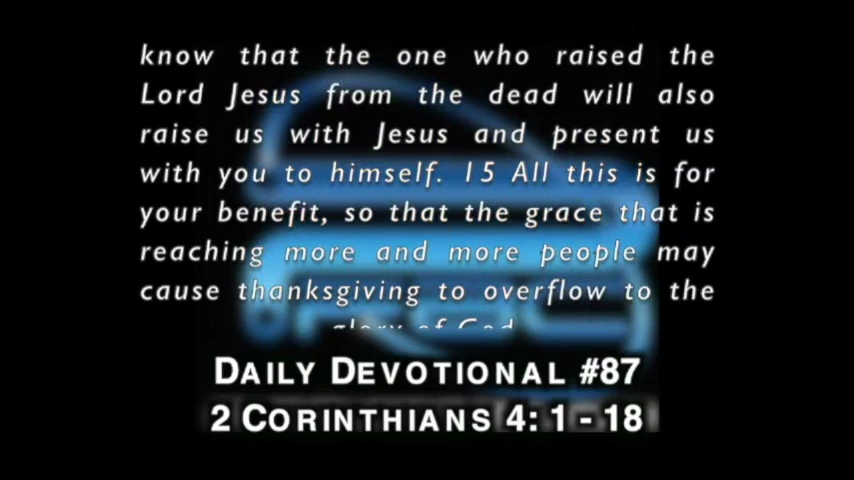 know that the one who raised the
Lord Jesus from the dead will also
raise us with Jesus and present us
with you to himself. 15 All this is for
your benefit, so that the grace that is
reaching more and more people may
cause thanksgiving to overflow to the
glory of God
DAILY DEVOTIONAL #87
2 CORINTHIANS 4: 1 - 18